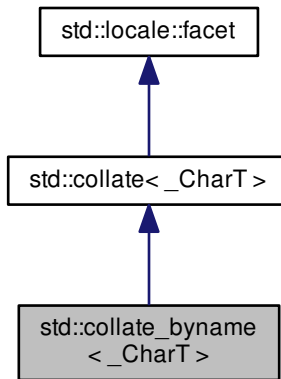 std::locale::facet
std::collate< _CharT >
std::collate_byname
< _CharT >